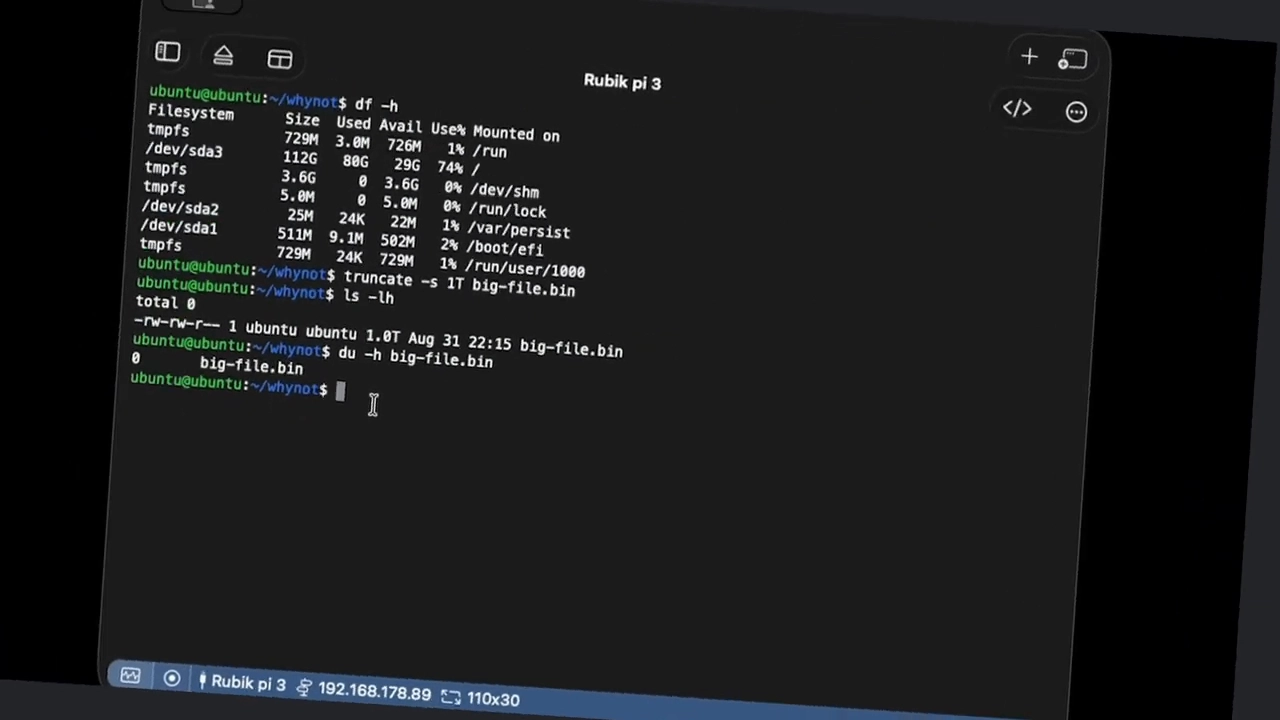 Rubik pi 3
ubuntu@ubuntu:~/whynot$ df -h
Filesystem Size Used Avail Use% Mounted on
tmpfs 729M 3.0M 726M 1% /run
/dev/sda3 112G 80G 29G 74% /
tmpfs 3.6G 0 3.6G 0% /dev/shm
tmpfs 5.0M 0 5.0M 0% /run/lock
/dev/sda2 25M 24K 22M 1% /var/persist
/dev/sda1 511M 9.1M 502M 2% /boot/efi
tmpfs 729M 24K 729M 1% /run/user/1000
ubuntu@ubuntu:~/whynot$ truncate -s 1T big-file.bin
ubuntu@ubuntu:~/whynot$ ls -lh
total 0
-rw-rw-r-- 1 ubuntu ubuntu 1.0T Aug 31 22:15 big-file.bin
ubuntu@ubuntu:~/whynot$ du -h big-file.bin
0 big-file.bin
ubuntu@ubuntu:~/whynot$
Rubik pi 3 192.168.178.89 110x30